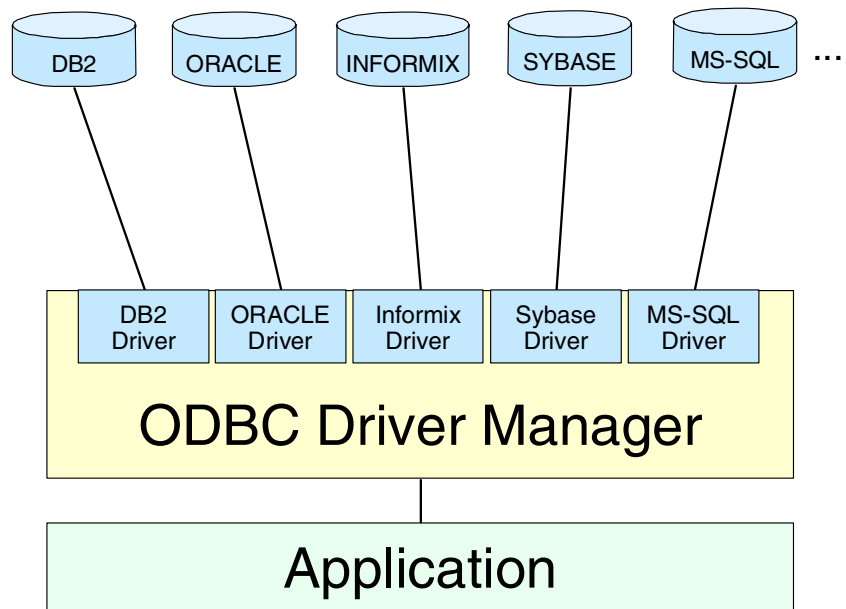 DB2
ORACLE
INFORMIX
SYBASE
MS-SQL
...
DB2
Driver
ORACLE
Driver
Informix
Driver
Sybase
Driver
MS-SQL
Driver
ODBC Driver Manager
Application